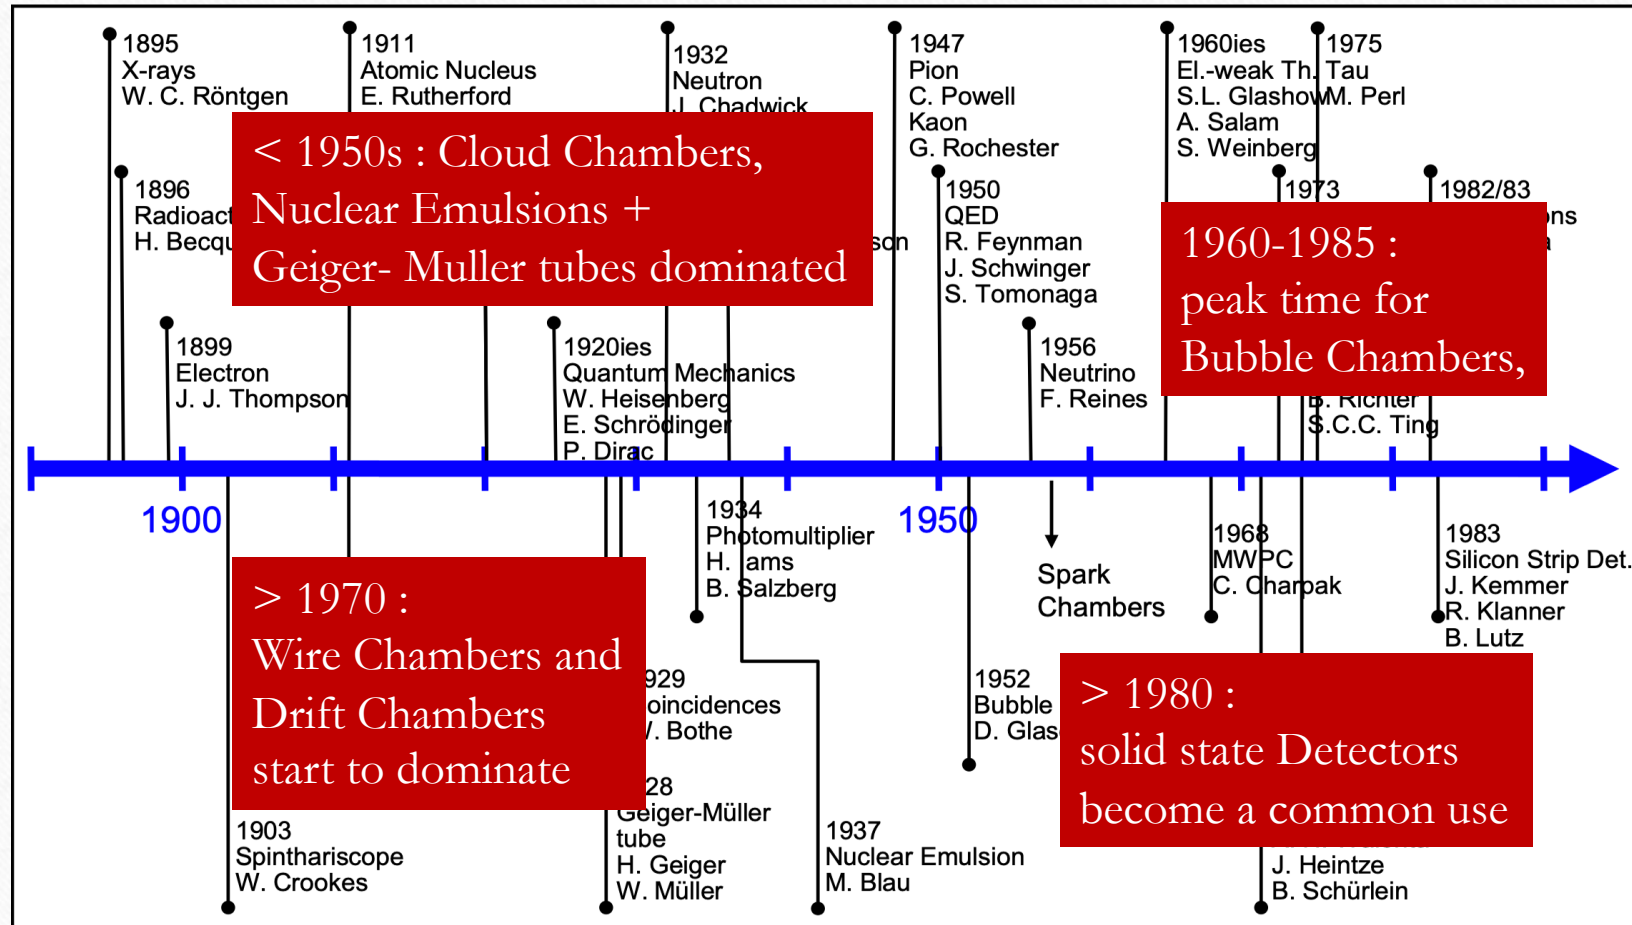 1895
X-rays
W. C. Röntgen
1911
Atomic Nucleus
E. Rutherford
1932
Neutron
J. Chadwick
1947
Pion
C. Powell
Kaon
G. Rochester
1960ies
El.-weak Th.
S.L. Glashow
A. Salam
S. Weinberg
1975
Tau
M. Perl
< 1950s : Cloud Chambers,
Nuclear Emulsions +
Geiger- Muller tubes dominated
1896
H.
1950
QED
R. Feynman
J. Schwinger
S. Tomonaga
1973
1982/83
1960-1985 :
peak time for
Bubble Chambers,
1899
Electron
J. J. Thompson
1920ies
Quantum Mechanics
W. Heisenberg
E. Schrödinger
P. Dirac
1956
Neutrino
F. Reines
B. Richter
S.C.C. Ting
1900
1950
1934
Photomultiplier
H.
B. Salzberg
Spark
Chambers
1968
MWPC
C. Charpak
1983
Silicon Strip Det.
J. Kemmer
R. Klanner
B. Lutz
> 1970 :
Wire Chambers and
Drift Chambers
start to dominate
Bothe
1952
Bubble
D.
> 1980 :
solid state Detectors
become a common use
Geiger-Müller
tube
H. Geiger
W. Müller
1903
Spinthariscope
W. Crookes
1937
Nuclear Emulsion
M. Blau
J. Heintze
B. Schürlein